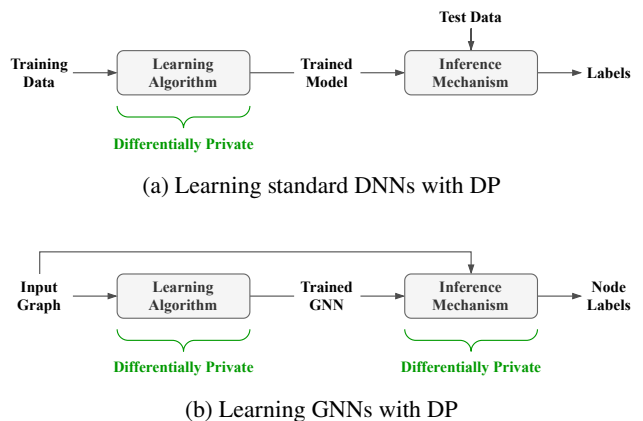 Test Data
Training Learning Trained Inference
Data Algorithm Model Mechanism Labels
Differentially Private
(a) Learning standard DNNs with DP
Input Learning Trained Inference Node
Graph Algorithm GNN Mechanism Labels
Differentially Private Differentially Private
(b) Learning GNNs with DP